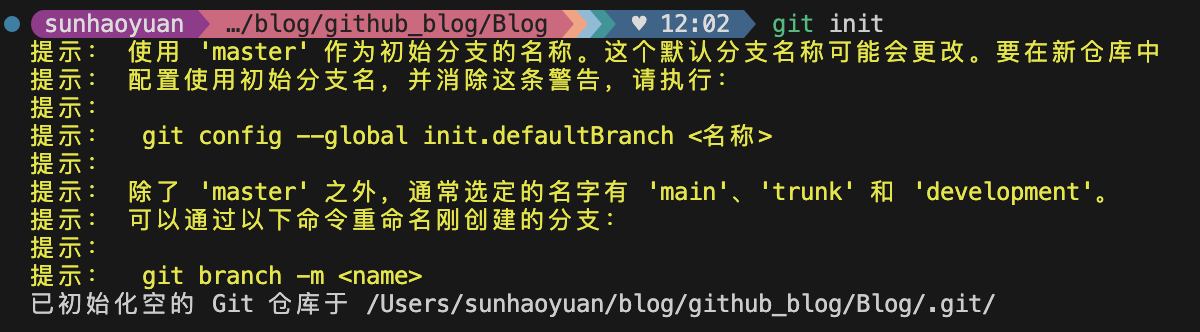 sunhaoyuan …/blog/github_blog/Blog ♥ 12:02 git init
提示： 使用 'master' 作为初始分支的名称。这个默认分支名称可能会更改。要在新仓库中
提示： 配置使用初始分支名，并消除这条警告，请执行：
提示：
提示：  git config --global init.defaultBranch <名称>
提示：
提示： 除了 'master' 之外，通常选定的名字有 'main'、'trunk' 和 'development'。
提示： 可以通过以下命令重命名刚创建的分支：
提示：
提示：  git branch -m <name>
已初始化空的 Git 仓库于 /Users/sunhaoyuan/blog/github_blog/Blog/.git/